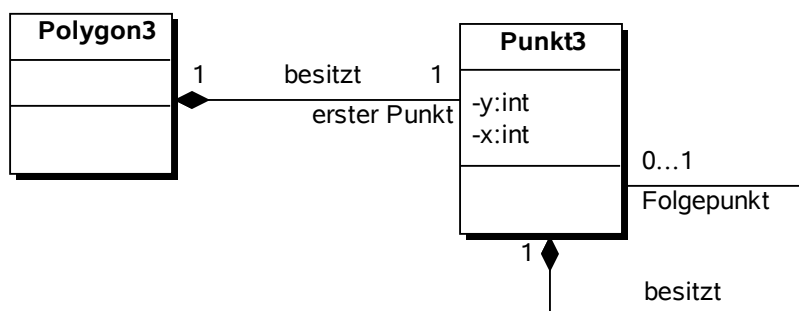 Polygon3
1 besitzt 1
erster Punkt
Punkt3
-y:int
-x:int
0...1
Folgepunkt
1
besitzt